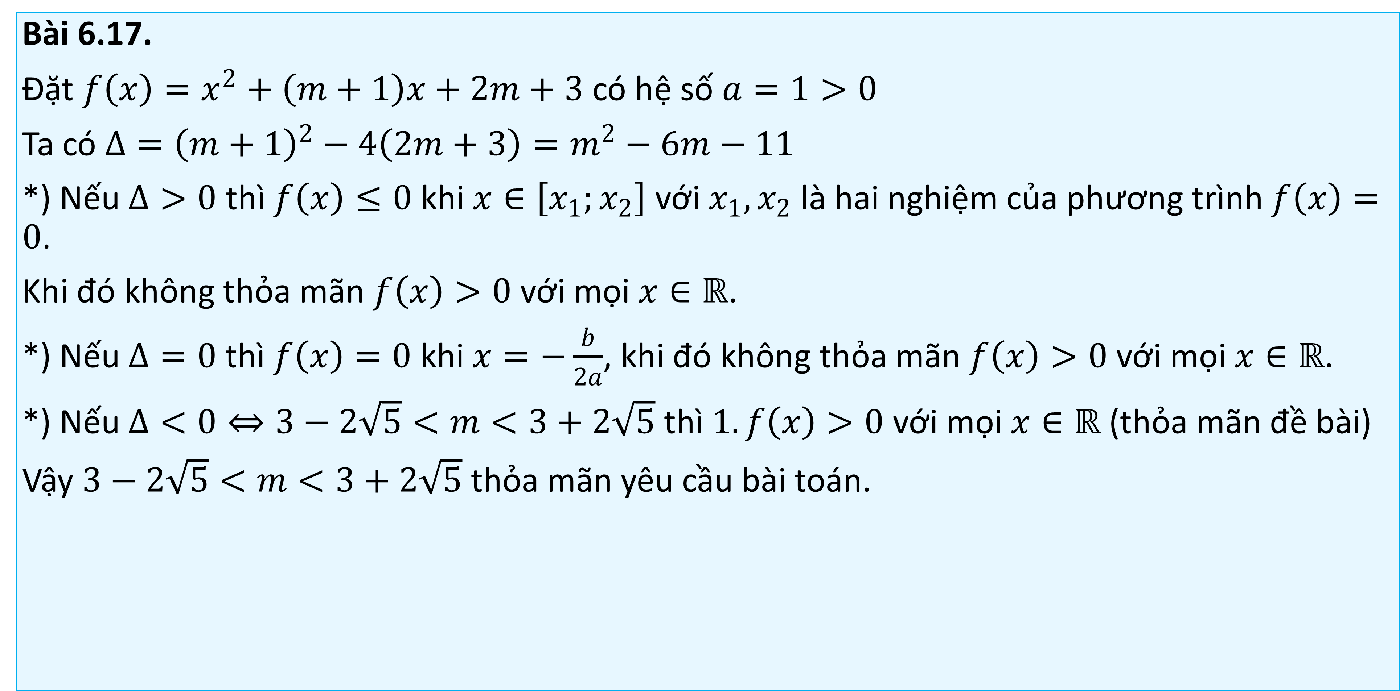 Bài 6.17.
Đặt f(x) = x² + (m + 1)x + 2m + 3 có hệ số a = 1 > 0
Ta có Δ = (m + 1)² − 4(2m + 3) = m² − 6m − 11
*) Nếu Δ > 0 thì f(x) ≤ 0 khi x ∈ [x₁; x₂] với x₁, x₂ là hai nghiệm của phương trình f(x) =
0.
Khi đó không thỏa mãn f(x) > 0 với mọi x ∈ ℝ.
*) Nếu Δ = 0 thì f(x) = 0 khi x = −b/2a, khi đó không thỏa mãn f(x) > 0 với mọi x ∈ ℝ.
*) Nếu Δ < 0 ⇔ 3 − 2√5 < m < 3 + 2√5 thì 1. f(x) > 0 với mọi x ∈ ℝ (thỏa mãn đề bài)
Vậy 3 − 2√5 < m < 3 + 2√5 thỏa mãn yêu cầu bài toán.